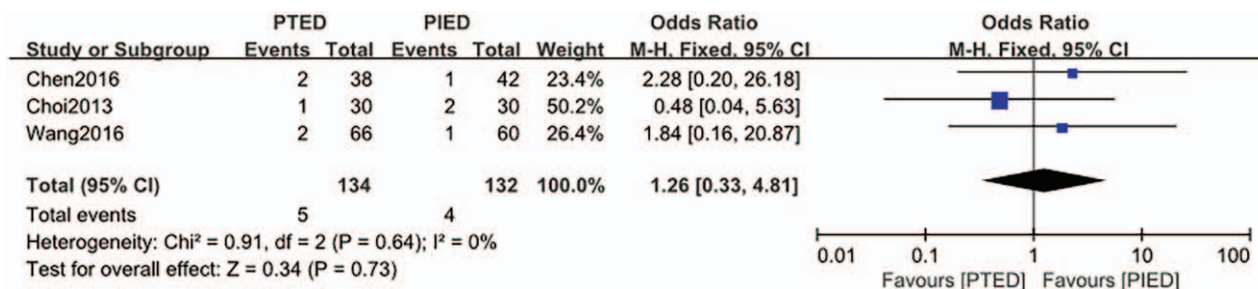 PTED PIED Odds Ratio Odds Ratio
Study or Subgroup Events Total Events Total Weight M-H, Fixed, 95% CI M-H, Fixed, 95% CI
Chen2016 2 38 1 42 23.4% 2.28 [0.20, 26.18]
Choi2013 1 30 2 30 50.2% 0.48 [0.04, 5.63]
Wang2016 2 66 1 60 26.4% 1.84 [0.16, 20.87]
Total (95% CI) 134 132 100.0% 1.26 [0.33, 4.81]
Total events 5 4
Heterogeneity: Chi² = 0.91, df = 2 (P = 0.64); I² = 0%
Test for overall effect: Z = 0.34 (P = 0.73)
0.01 0.1 1 10 100
Favours [PTED] Favours [PIED]